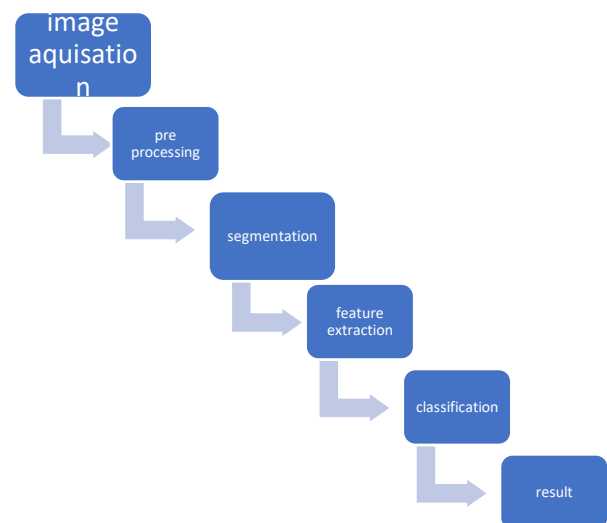 image
aquisatio
n
pre
processing
segmentation
feature
extraction
classification
result